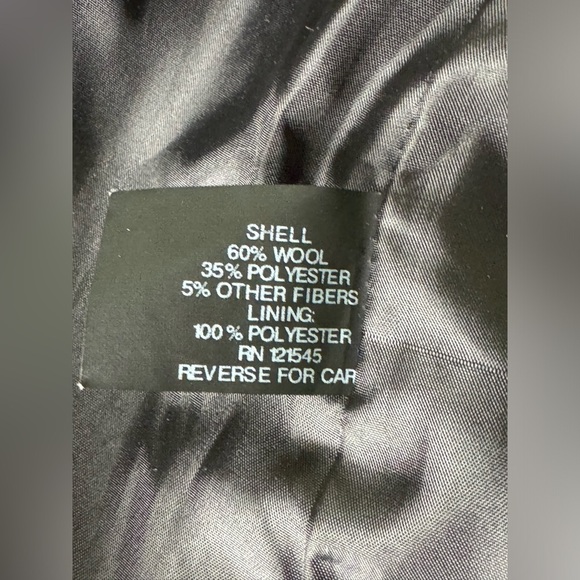 SHELL
60% WOOL
35% POLYESTER
5% OTHER FIBERS
LINING:
100% POLYESTER
RN 121545
REVERSE FOR CAR